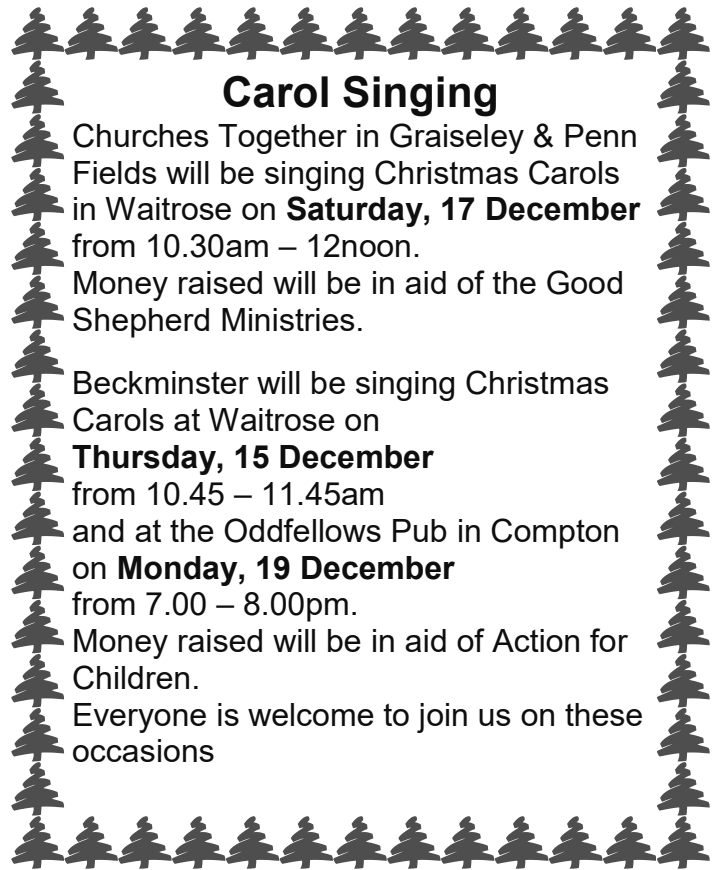 Carol Singing
Churches Together in Graiseley & Penn
Fields will be singing Christmas Carols
in Waitrose on Saturday, 17 December
from 10.30am – 12noon.
Money raised will be in aid of the Good
Shepherd Ministries.
Beckminster will be singing Christmas
Carols at Waitrose on
Thursday, 15 December
from 10.45 – 11.45am
and at the Oddfellows Pub in Compton
on Monday, 19 December
from 7.00 – 8.00pm.
Money raised will be in aid of Action for
Children.
Everyone is welcome to join us on these
occasions